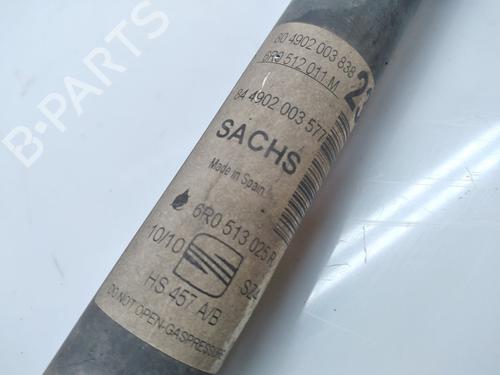 80 4902 003 838
6R0 512 011 M
23
84 4902 003 577
SACHS
Made in Spain
6R0 513 025 R
10/10
SZ4
HS 457 A/B
DO NOT OPEN-GASPRESSURE
B-PARTS